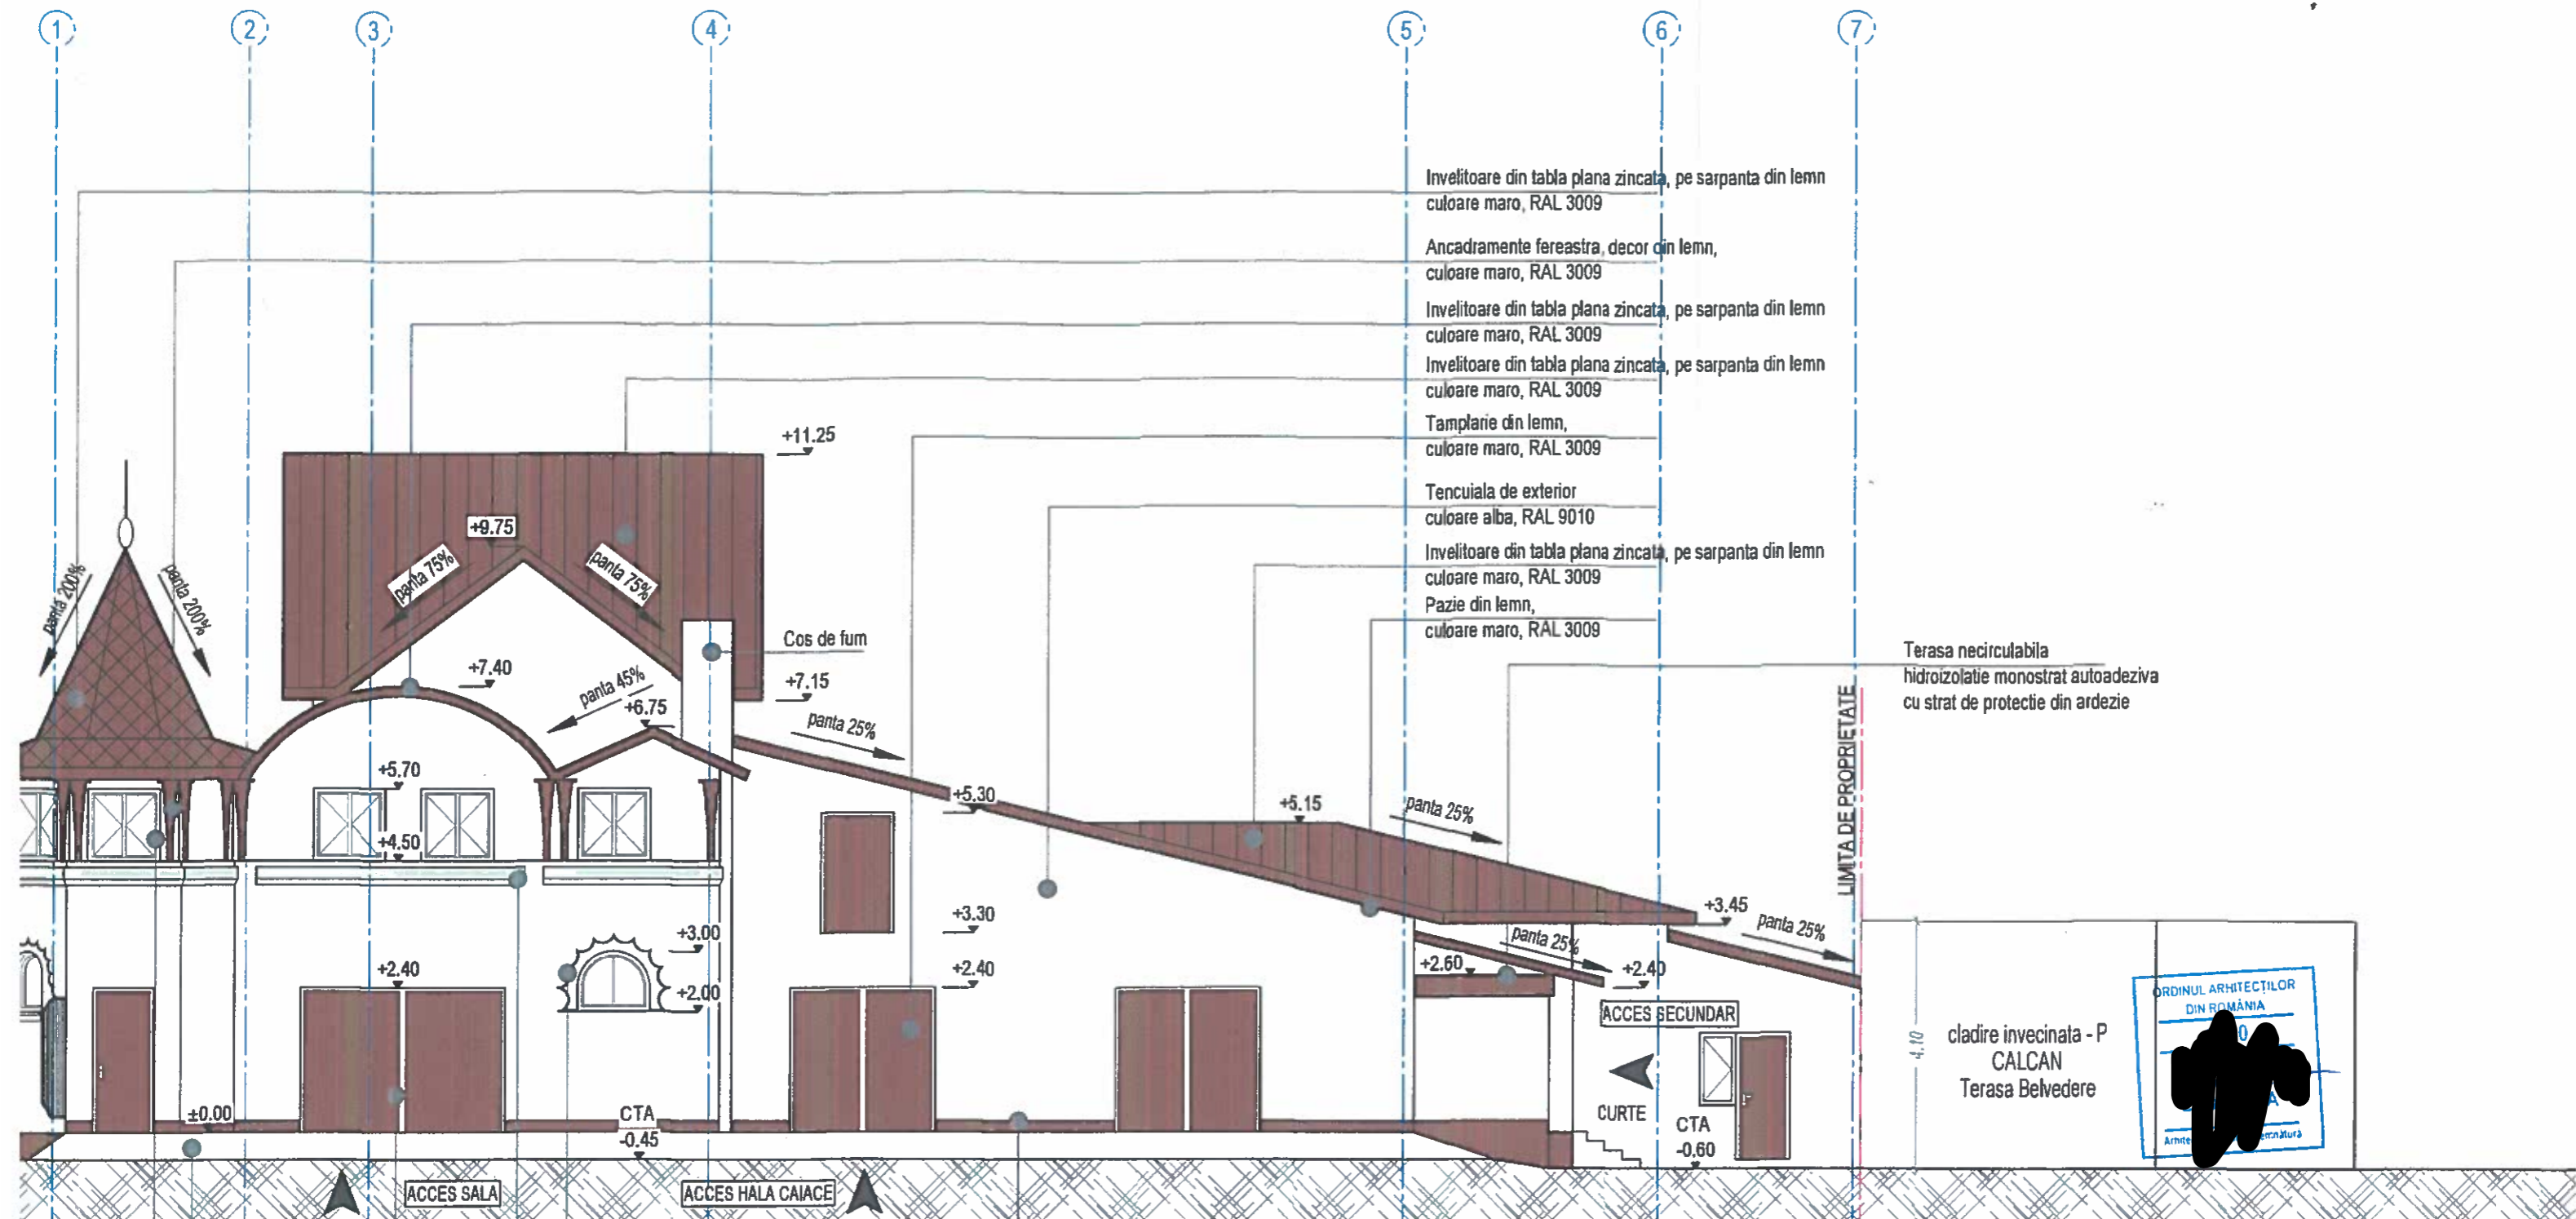 1 2 3 4 5 6 7
Invelitoare din tabla plana zincata, pe sarpanta din lemn
culoare maro, RAL 3009
Ancadramente fereastra, decor din lemn,
culoare maro, RAL 3009
Invelitoare din tabla plana zincata, pe sarpanta din lemn
culoare maro, RAL 3009
Invelitoare din tabla plana zincata, pe sarpanta din lemn
culoare maro, RAL 3009
Tamplarie din lemn,
culoare maro, RAL 3009
Tencuiala de exterior
culoare alba, RAL 9010
Invelitoare din tabla plana zincata, pe sarpanta din lemn
culoare maro, RAL 3009
Pazie din lemn,
culoare maro, RAL 3009
Terasa necirculabila
hidroizolatie monostrat autoadeziva
cu strat de protectie din ardezie
+11.25
+9.75
panta 75%
panta 75%
panta 200%
panta 200%
Cos de fum
+7.40
+7.15
panta 45%
+6.75
panta 25%
+5.70
+5.30
+5.15
panta 25%
LIMITA DE PROPRIETATE
+4.50
+3.45
panta 25%
+3.30
+3.00
panta 25%
+2.40
+2.40
+2.60
+2.40
+2.00
ACCES SECUNDAR
ORDINUL ARHITECȚILOR
DIN ROMÂNIA
0
A
semnătură
4.10
cladire invecinata - P
CALCAN
Terasa Belvedere
±0.00
CTA
-0.45
CURTE
CTA
-0.60
ACCES SALA
ACCES HALA CAIACE